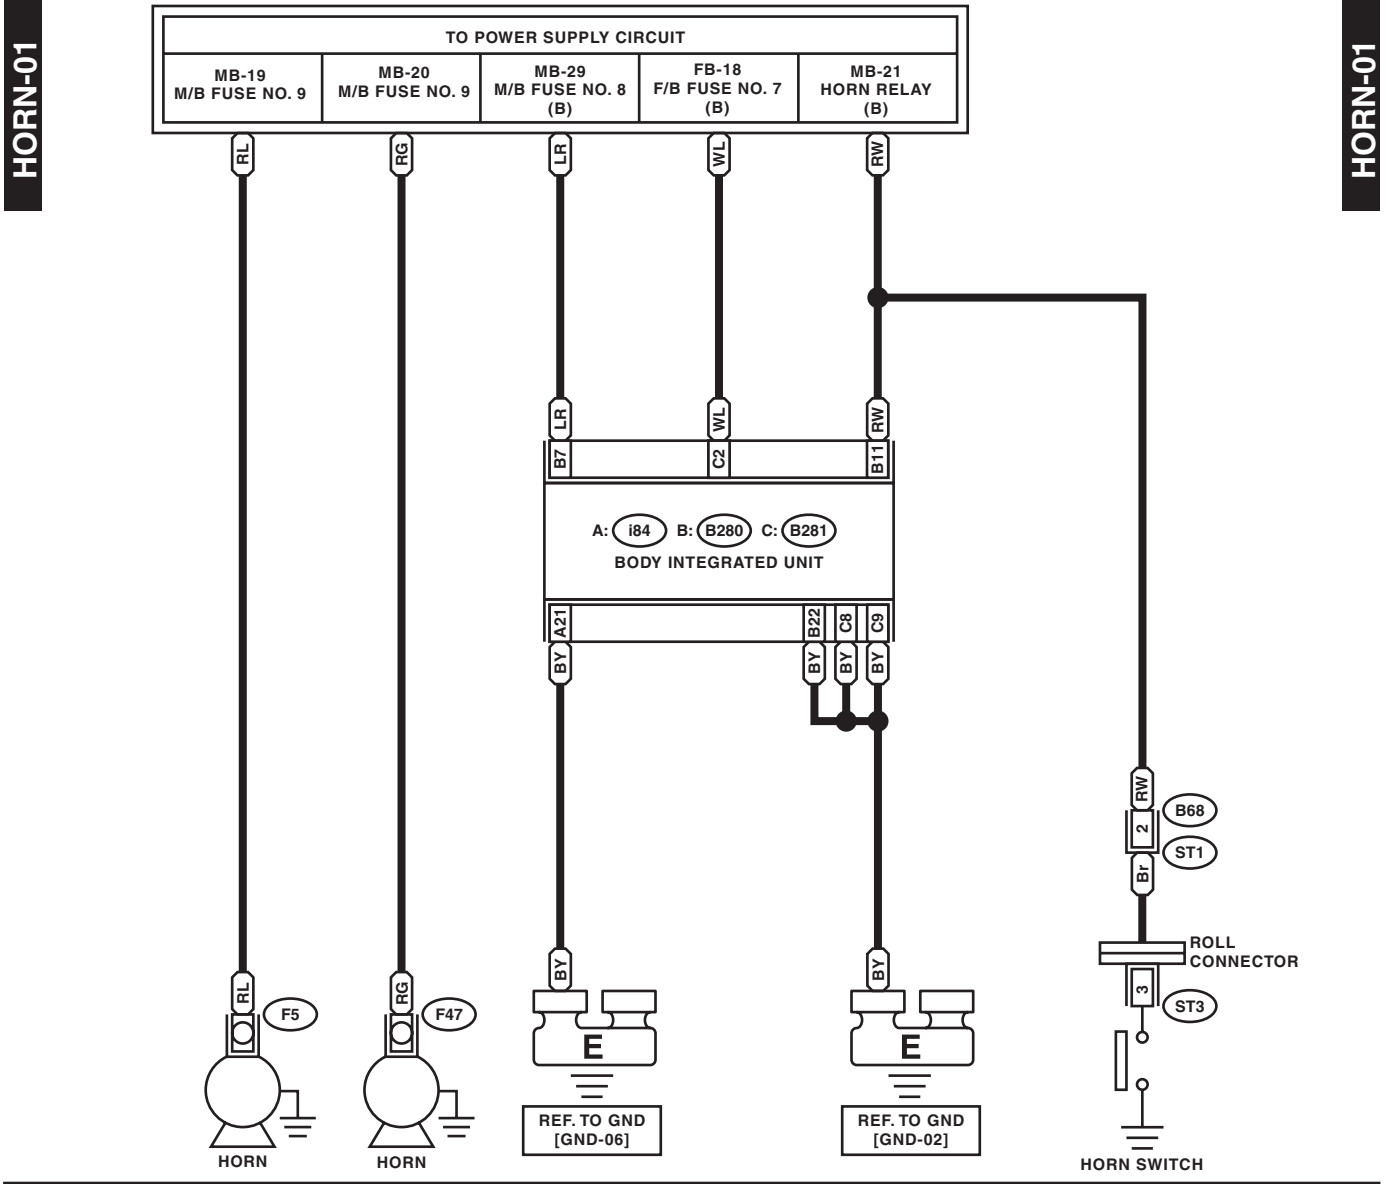 HORN-01
HORN-01
TO POWER SUPPLY CIRCUIT
MB-19
M/B FUSE NO. 9
MB-20
M/B FUSE NO. 9
MB-29
M/B FUSE NO. 8
(B)
FB-18
F/B FUSE NO. 7
(B)
MB-21
HORN RELAY
(B)
RL
RG
LR
WL
RW
LR
WL
RW
B7
C2
B11
A: i84 B: B280 C: B281
BODY INTEGRATED UNIT
A21
B22
C8
C9
BY
BY
BY
BY
RW
2
B68
ST1
Br
ROLL
CONNECTOR
3
ST3
RL
F5
RG
F47
BY
BY
E
E
REF. TO GND
[GND-06]
REF. TO GND
[GND-02]
HORN
HORN
HORN SWITCH